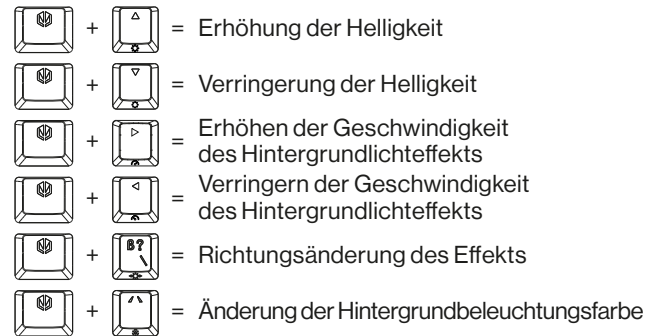 + △ = Erhöhung der Helligkeit
+ ▽ = Verringerung der Helligkeit
+ ▷ = Erhöhen der Geschwindigkeit
des Hintergrundlichteffekts
+ ◁ = Verringern der Geschwindigkeit
des Hintergrundlichteffekts
+ ß? \ = Richtungsänderung des Effekts
+ = Änderung der Hintergrundbeleuchtungsfarbe